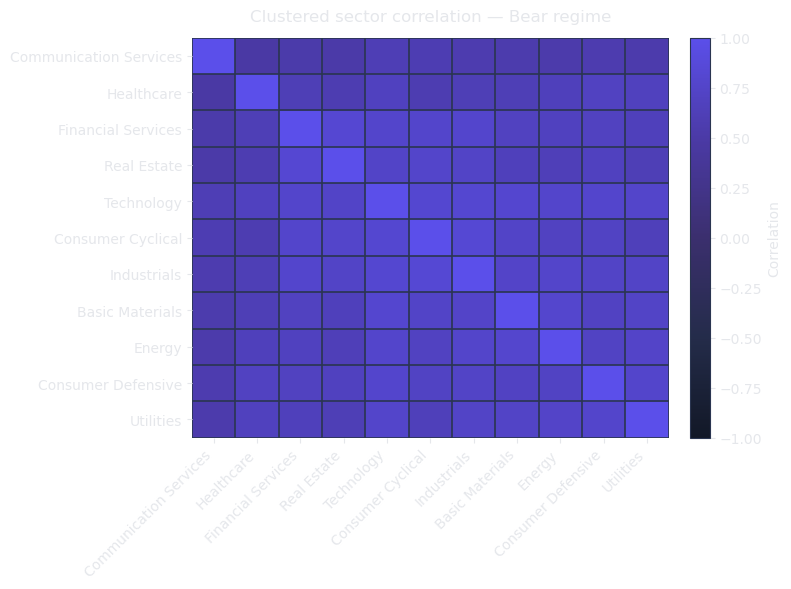 Clustered sector correlation — Bear regime
Communication Services
Healthcare
Financial Services
Real Estate
Technology
Consumer Cyclical
Industrials
Basic Materials
Energy
Consumer Defensive
Utilities
Communication Services
Healthcare
Financial Services
Real Estate
Technology
Consumer Cyclical
Industrials
Basic Materials
Energy
Consumer Defensive
Utilities
1.00
0.75
0.50
0.25
0.00
−0.25
−0.50
−0.75
−1.00
Correlation